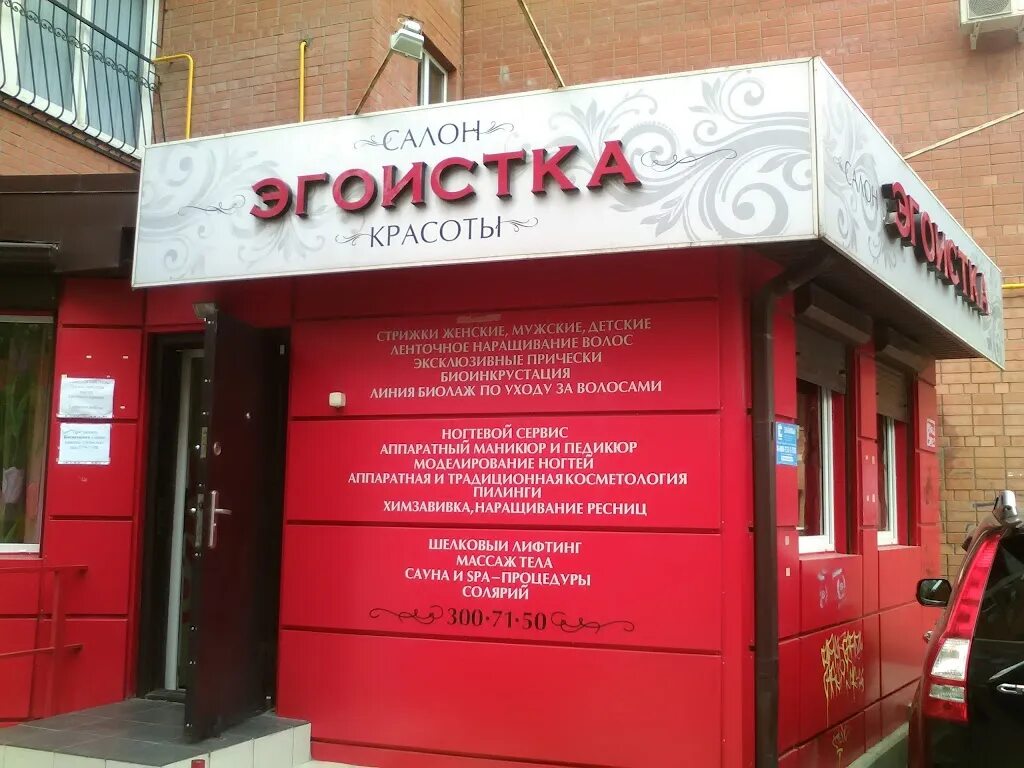 САЛОН
ЭГОИСТКА
КРАСОТЫ
САЛОН
ЭГОИСТКА
СТРИЖКИ ЖЕНСКИЕ, МУЖСКИЕ, ДЕТСКИЕ
ЛЕНТОЧНОЕ НАРАЩИВАНИЕ ВОЛОС
ЭКСКЛЮЗИВНЫЕ ПРИЧЕСКИ
БИОИНКРУСТАЦИЯ
ЛИНИЯ БИОЛАЖ ПО УХОДУ ЗА ВОЛОСАМИ
НОГТЕВОЙ СЕРВИС
АППАРАТНЫЙ МАНИКЮР И ПЕДИКЮР
МОДЕЛИРОВАНИЕ НОГТЕЙ
АППАРАТНАЯ И ТРАДИЦИОННАЯ КОСМЕТОЛОГИЯ
ПИЛИНГИ
ХИМЗАВИВКА, НАРАЩИВАНИЕ РЕСНИЦ
ШЕЛКОВЫЙ ЛИФТИНГ
МАССАЖ ТЕЛА
САУНА И SPA-ПРОЦЕДУРЫ
СОЛЯРИЙ
300·71·50